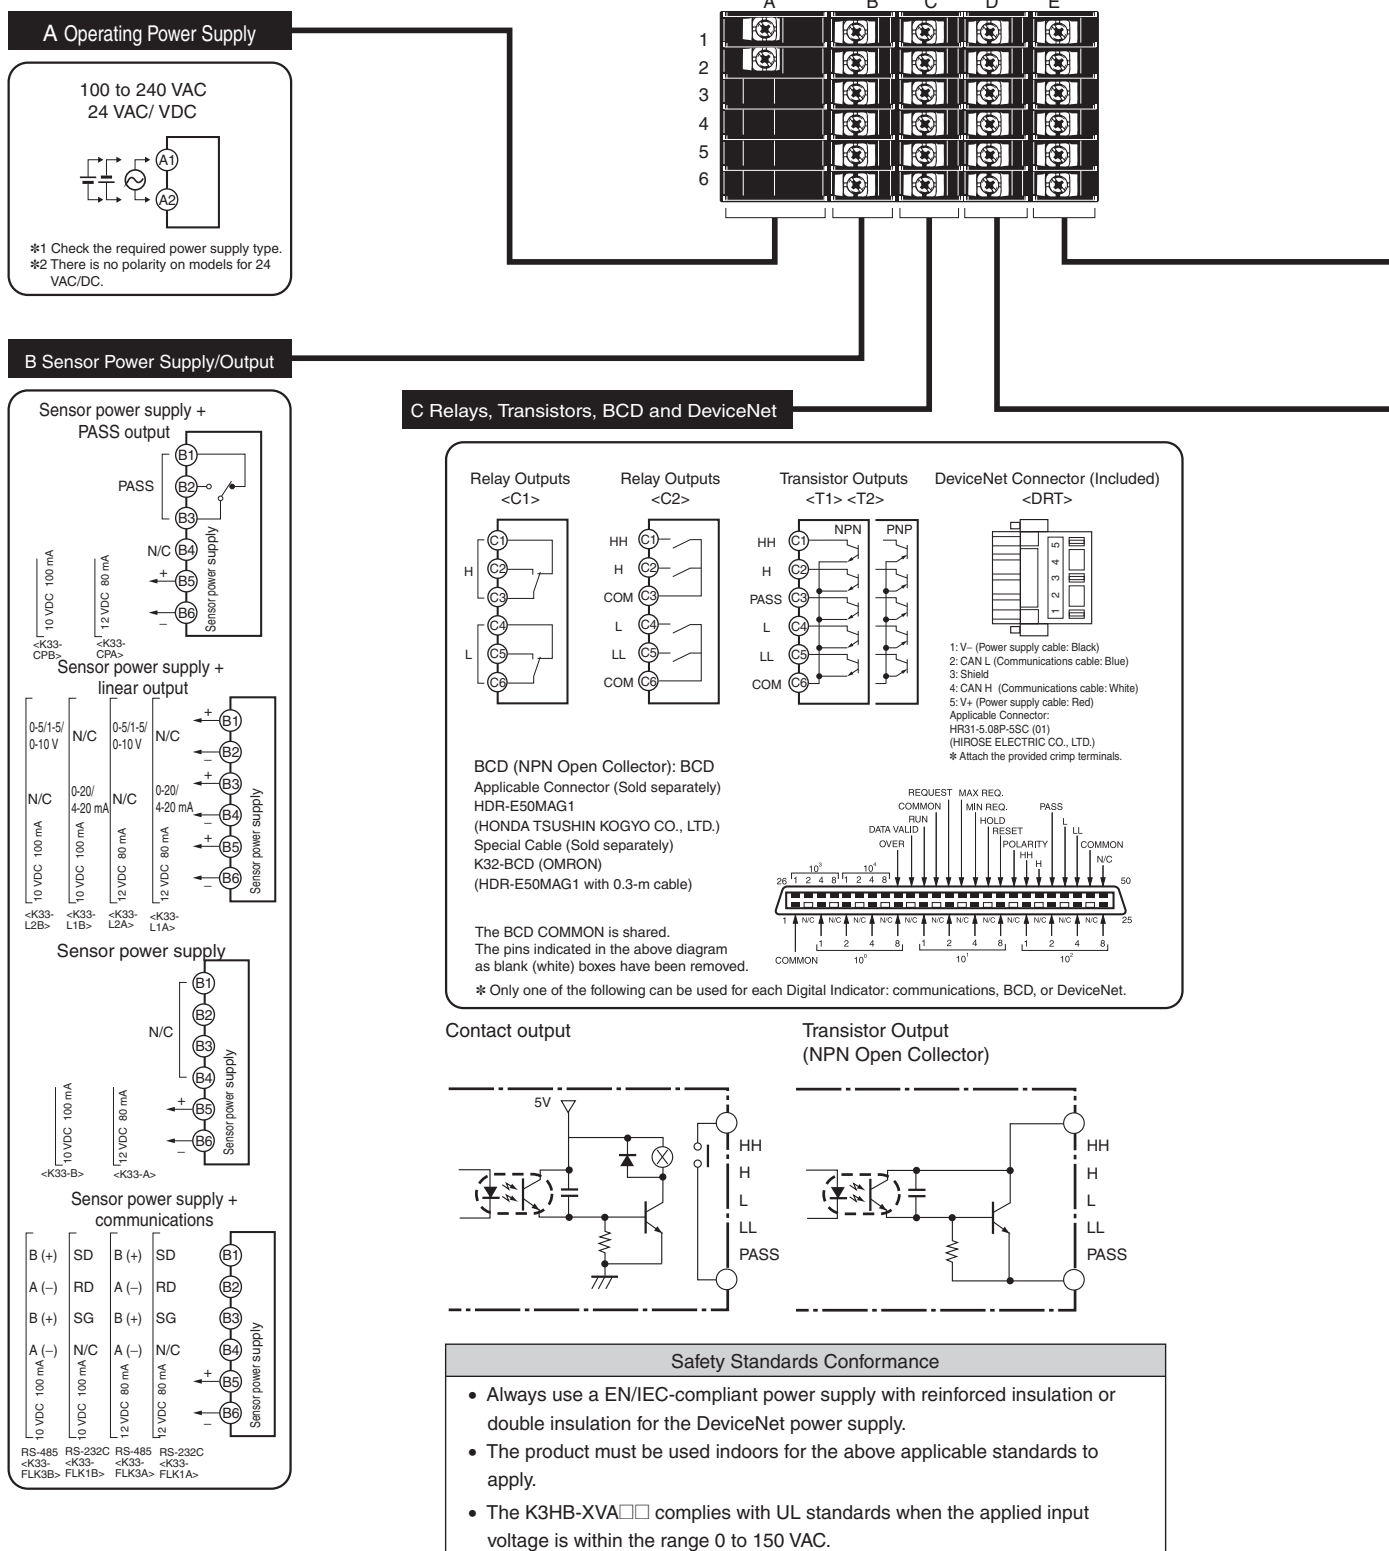 A B C D E
1
2
3
4
5
6
A Operating Power Supply
100 to 240 VAC
24 VAC/ VDC
A1
A2
✽1 Check the required power supply type.
✽2 There is no polarity on models for 24
VAC/DC.
B Sensor Power Supply/Output
Sensor power supply +
PASS output
B1
PASS B2
B3
N/C B4
+ B5
B6
–
Sensor power supply
10 VDC 100 mA
12 VDC 80 mA
<K33-
CPB>
<K33-
CPA>
Sensor power supply +
linear output
0-5/1-5/
0-10 V
N/C
0-5/1-5/
0-10 V
N/C
+ B1
– B2
N/C
0-20/
4-20 mA
N/C
0-20/
4-20 mA
+ B3
– B4
10 VDC 100 mA
10 VDC 100 mA
12 VDC 80 mA
12 VDC 80 mA
+ B5
– B6
Sensor power supply
<K33-
L2B>
<K33-
L1B>
<K33-
L2A>
<K33-
L1A>
Sensor power supply
B1
B2
N/C
B3
B4
+ B5
B6
–
Sensor power supply
10 VDC 100 mA
12 VDC 80 mA
<K33-B>
<K33-A>
Sensor power supply +
communications
B (+) SD B (+) SD B1
A (–) RD A (–) RD B2
B (+) SG B (+) SG B3
A (–) N/C A (–) N/C B4
10 VDC 100 mA
10 VDC 100 mA
12 VDC 80 mA
12 VDC 80 mA
+ B5
– B6
Sensor power supply
RS-485
<K33-
FLK3B>
RS-232C
<K33-
FLK1B>
RS-485
<K33-
FLK3A>
RS-232C
<K33-
FLK1A>
C Relays, Transistors, BCD and DeviceNet
Relay Outputs
<C1>
C1
H C2
C3
C4
L C5
C6
Relay Outputs
<C2>
HH C1
H C2
COM C3
L C4
LL C5
COM C6
Transistor Outputs
<T1> <T2>
NPN PNP
HH C1
H C2
PASS C3
L C4
LL C5
COM C6
DeviceNet Connector (Included)
<DRT>
1 2 3 4 5
1: V– (Power supply cable: Black)
2: CAN L (Communications cable: Blue)
3: Shield
4: CAN H (Communications cable: White)
5: V+ (Power supply cable: Red)
Applicable Connector:
HR31-5.08P-5SC (01)
(HIROSE ELECTRIC CO., LTD.)
✽ Attach the provided crimp terminals.
BCD (NPN Open Collector): BCD
Applicable Connector (Sold separately)
HDR-E50MAG1
(HONDA TSUSHIN KOGYO CO., LTD.)
Special Cable (Sold separately)
K32-BCD (OMRON)
(HDR-E50MAG1 with 0.3-m cable)
The BCD COMMON is shared.
The pins indicated in the above diagram
as blank (white) boxes have been removed.
REQUEST MAX REQ.
COMMON MIN REQ. PASS
RUN HOLD L
DATA VALID RESET LL
OVER POLARITY COMMON
HH
H N/C
10³ 10⁴
26 1 2 4 8 1 2 4 8 50
1 N/C N/C N/C N/C N/C N/C N/C N/C N/C N/C N/C N/C 25
1 2 4 8 1 2 4 8 1 2 4 8
COMMON 10⁰ 10¹ 10²
✽ Only one of the following can be used for each Digital Indicator: communications, BCD, or DeviceNet.
Contact output
5V
HH
H
L
LL
PASS
Transistor Output
(NPN Open Collector)
HH
H
L
LL
PASS
Safety Standards Conformance
• Always use a EN/IEC-compliant power supply with reinforced insulation or
double insulation for the DeviceNet power supply.
• The product must be used indoors for the above applicable standards to
apply.
• The K3HB-XVA□□ complies with UL standards when the applied input
voltage is within the range 0 to 150 VAC.